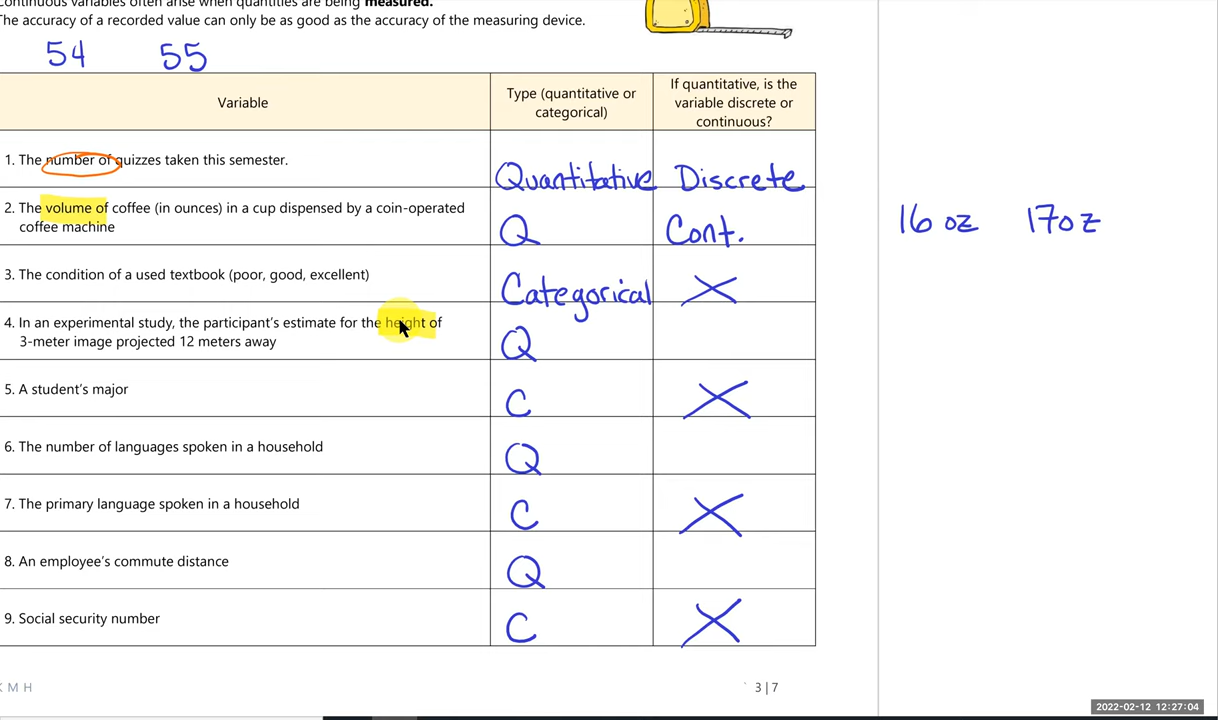 Continuous variables often arise when quantities are being measured.
The accuracy of a recorded value can only be as good as the accuracy of the measuring device.
54 55
Variable
Type (quantitative or
categorical)
If quantitative, is the
variable discrete or
continuous?
1. The number of quizzes taken this semester.
Quantitative Discrete
2. The volume of coffee (in ounces) in a cup dispensed by a coin-operated
coffee machine
Q Cont.
16 oz 17oz
3. The condition of a used textbook (poor, good, excellent)
Categorical X
4. In an experimental study, the participant's estimate for the height of
3-meter image projected 12 meters away
Q
5. A student's major
C X
6. The number of languages spoken in a household
Q
7. The primary language spoken in a household
C X
8. An employee's commute distance
Q
9. Social security number
C X
K M H
3|7
2022-02-12 12:27:04